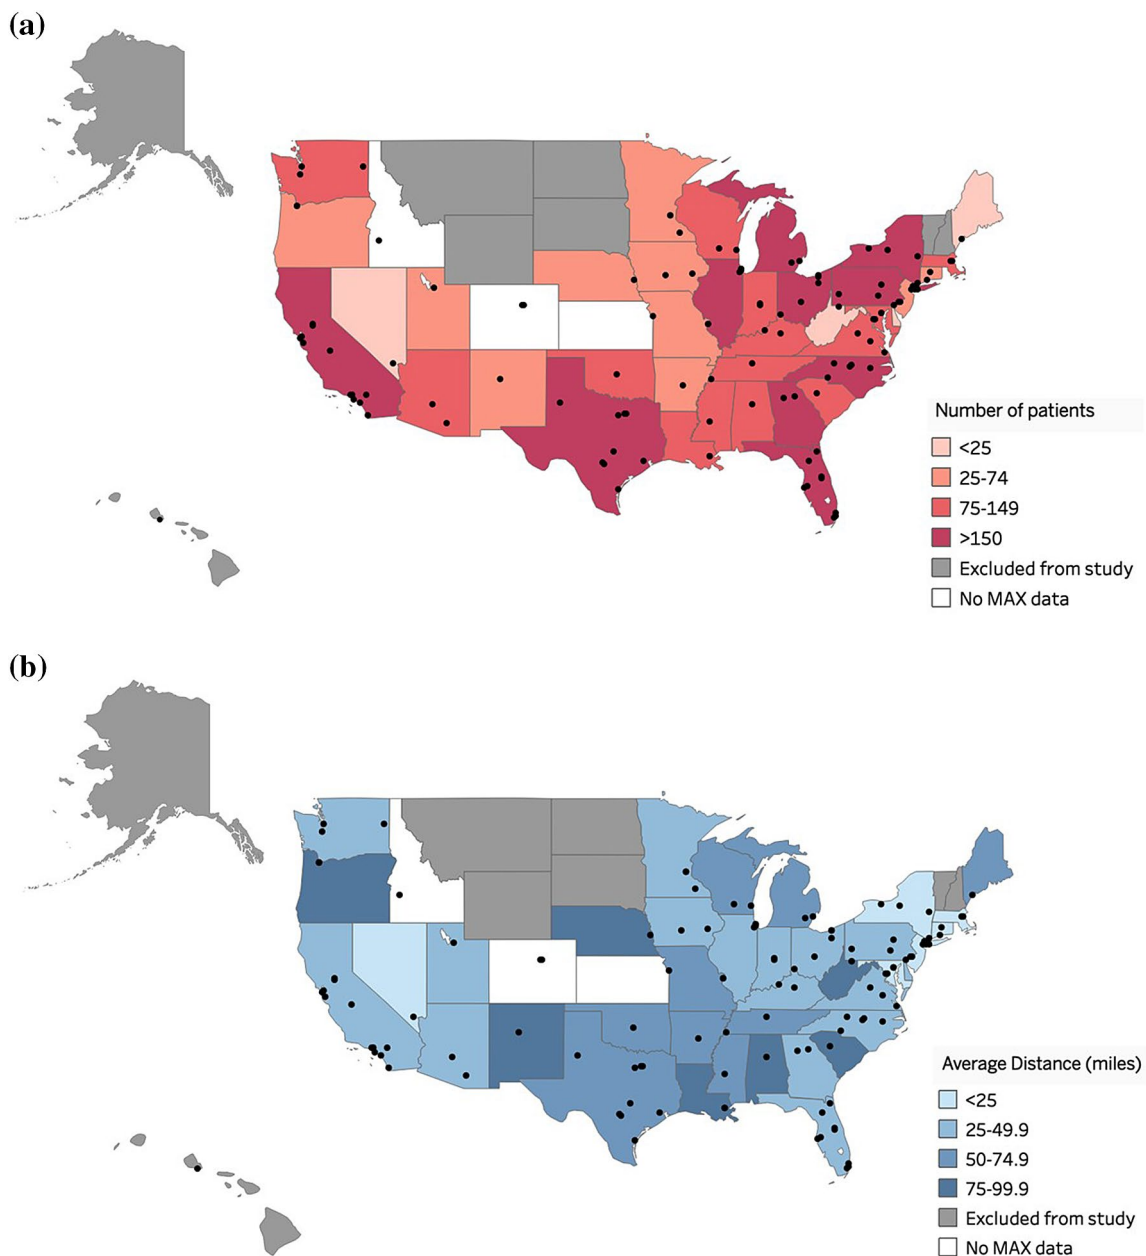 (a)
Number of patients
<25
25-74
75-149
>150
Excluded from study
No MAX data
(b)
Average Distance (miles)
<25
25-49.9
50-74.9
75-99.9
Excluded from study
No MAX data